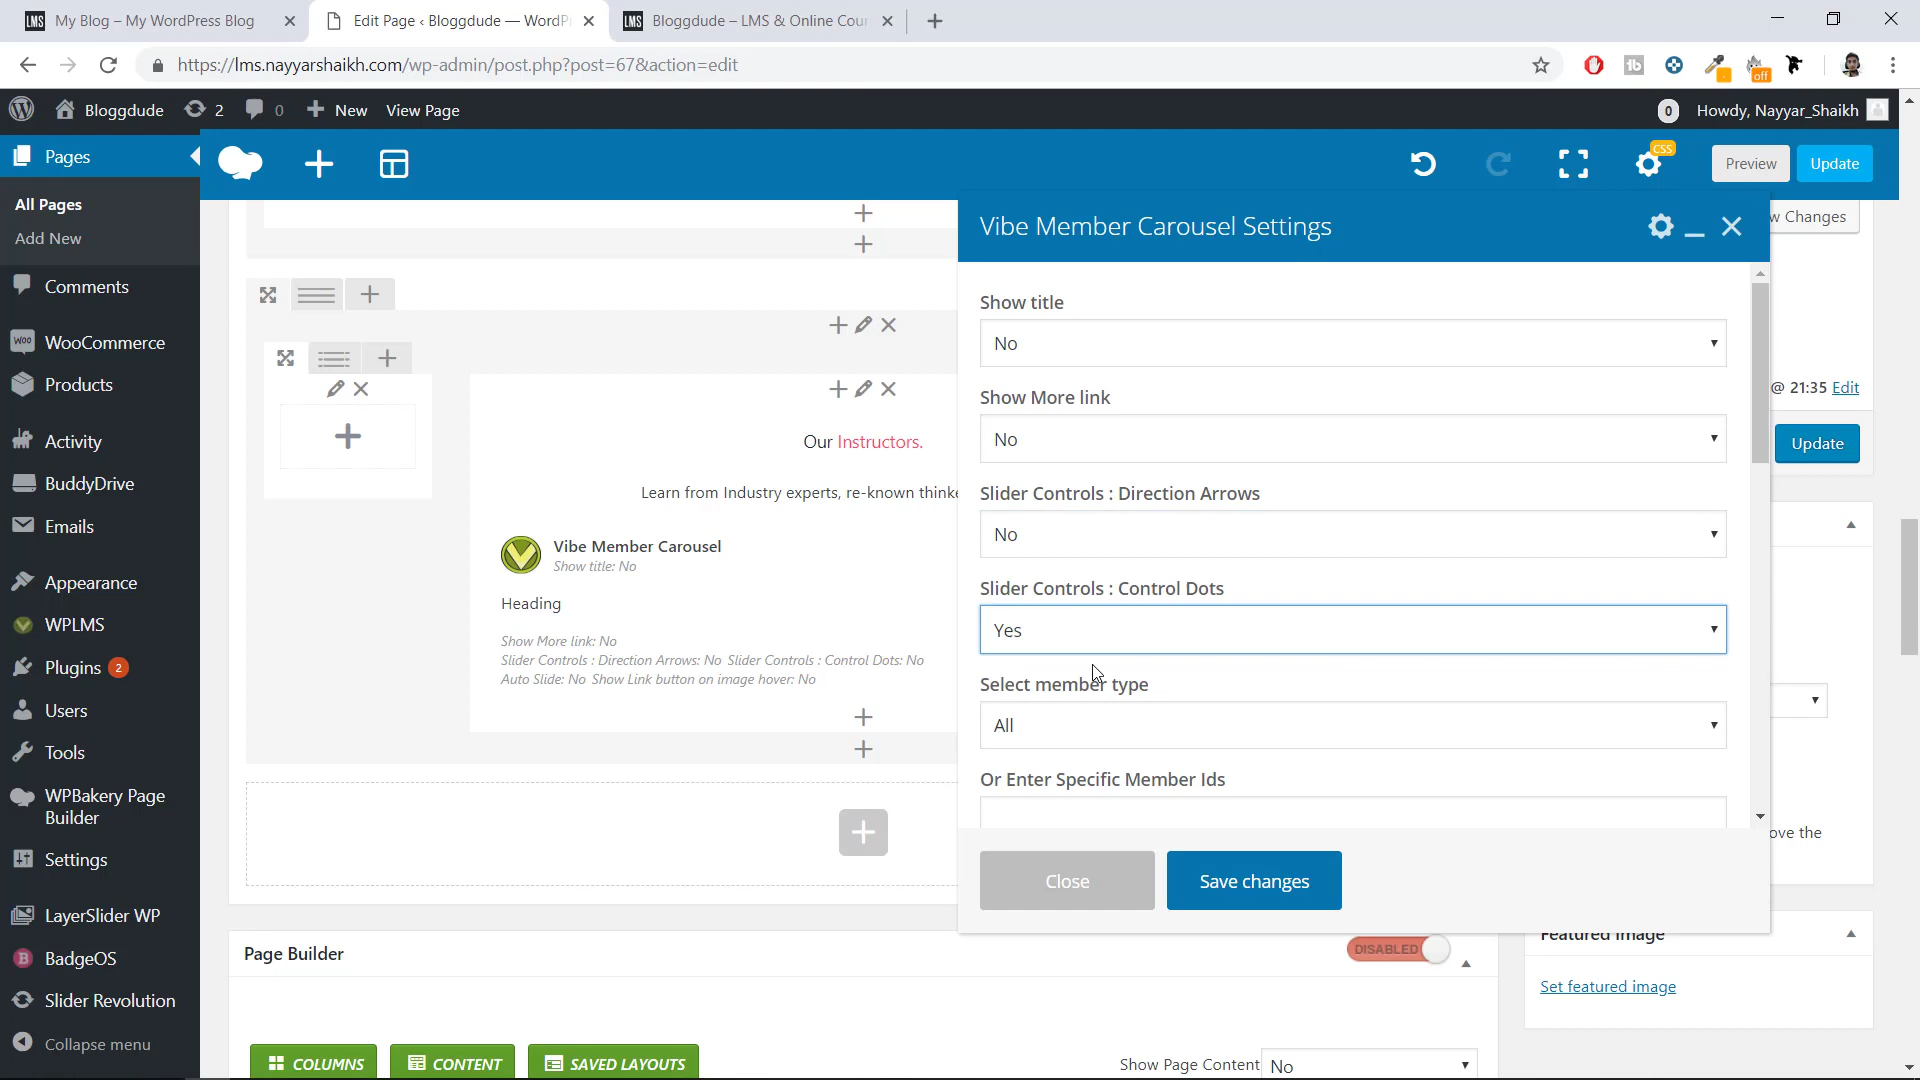 My Blog – My WordPress Blog
Edit Page ‹ Bloggdude — WordP
LMS
Bloggdude – LMS & Online Cour
https://lms.nayyarshaikh.com/wp-admin/post.php?post=67&action=edit
off
Bloggdude
2
0
New
View Page
0
Howdy, Nayyar_Shaikh
Pages
All Pages
Add New
Comments
WooCommerce
Products
Activity
BuddyDrive
Emails
Appearance
WPLMS
Plugins 2
Users
Tools
WPBakery Page
Builder
Settings
LayerSlider WP
BadgeOS
Slider Revolution
Collapse menu
CSS
Preview
Update
Our Instructors.
Learn from Industry experts, re-known thinke
Vibe Member Carousel
Show title: No
Heading
Show More link: No
Slider Controls : Direction Arrows: No Slider Controls : Control Dots: No
Auto Slide: No Show Link button on image hover: No
Vibe Member Carousel Settings
Show title
No
Show More link
No
Slider Controls : Direction Arrows
No
Slider Controls : Control Dots
Yes
Select member type
All
Or Enter Specific Member Ids
Close
Save changes
w Changes
@ 21:35 Edit
Update
ove the
Featured Image
Set featured image
Page Builder
DISABLED
COLUMNS
CONTENT
SAVED LAYOUTS
Show Page Content
No